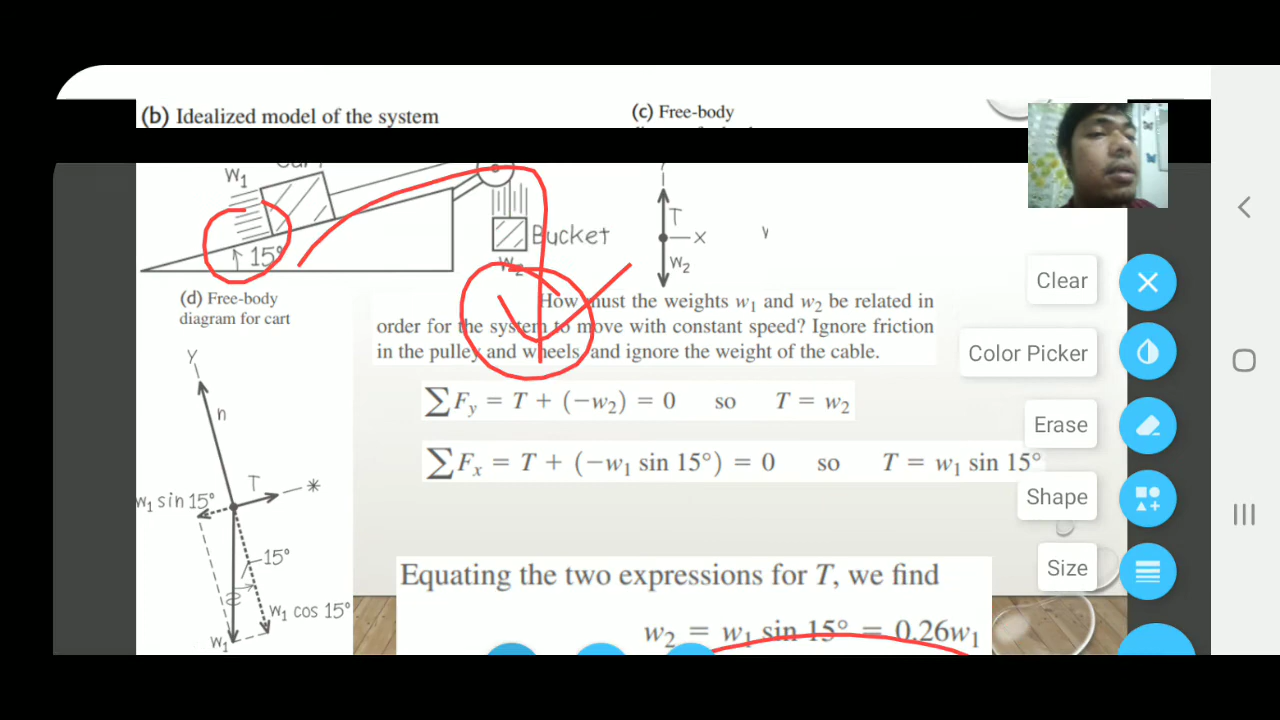 (b) Idealized model of the system
(c) Free-body
W₁
15°
Bucket
W₂
T
X
W₂
(d) Free-body
diagram for cart
How must the weights w₁ and w₂ be related in
order for the system to move with constant speed? Ignore friction
in the pulley and wheels, and ignore the weight of the cable.
∑Fy = T + (−w₂) = 0 so T = w₂
∑Fx = T + (−w₁ sin 15°) = 0 so T = w₁ sin 15°
Y
n
T
w₁ sin 15°
15°
w₁ cos 15°
w₁
Equating the two expressions for T, we find
w₂ = w₁ sin 15° = 0.26w₁
Clear
Color Picker
Erase
Shape
Size